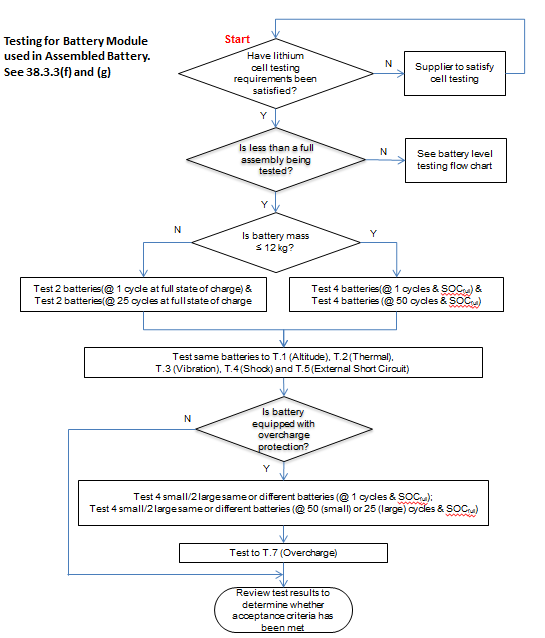 Testing for Battery Module
used in Assembled Battery.
See 38.3.3(f) and (g)
Start
Have lithium
cell testing
requirements been
satisfied?
N
Supplier to satisfy
cell testing
Y
Is less than a full
assembly being
tested?
N
See battery level
testing flow chart
Y
Is battery mass
≤ 12 kg?
N
Y
Test 2 batteries(@ 1 cycle at full state of charge) &
Test 2 batteries(@ 25 cycles at full state of charge
Test 4 batteries(@ 1 cycles & SOCfull) &
Test 4 batteries (@ 50 cycles & SOCfull)
Test same batteries to T.1 (Altitude), T.2 (Thermal),
T.3 (Vibration), T.4 (Shock) and T.5 (External Short Circuit)
Is battery
equipped with
overcharge
protection?
N
Y
Test 4 small/2 large same or different batteries (@ 1 cycles & SOCfull);
Test 4 small/2 large same or different batteries (@ 50 (small) or 25 (large) cycles & SOCfull)
Test to T.7 (Overcharge)
Review test results to
determine whether
acceptance criteria has
been met